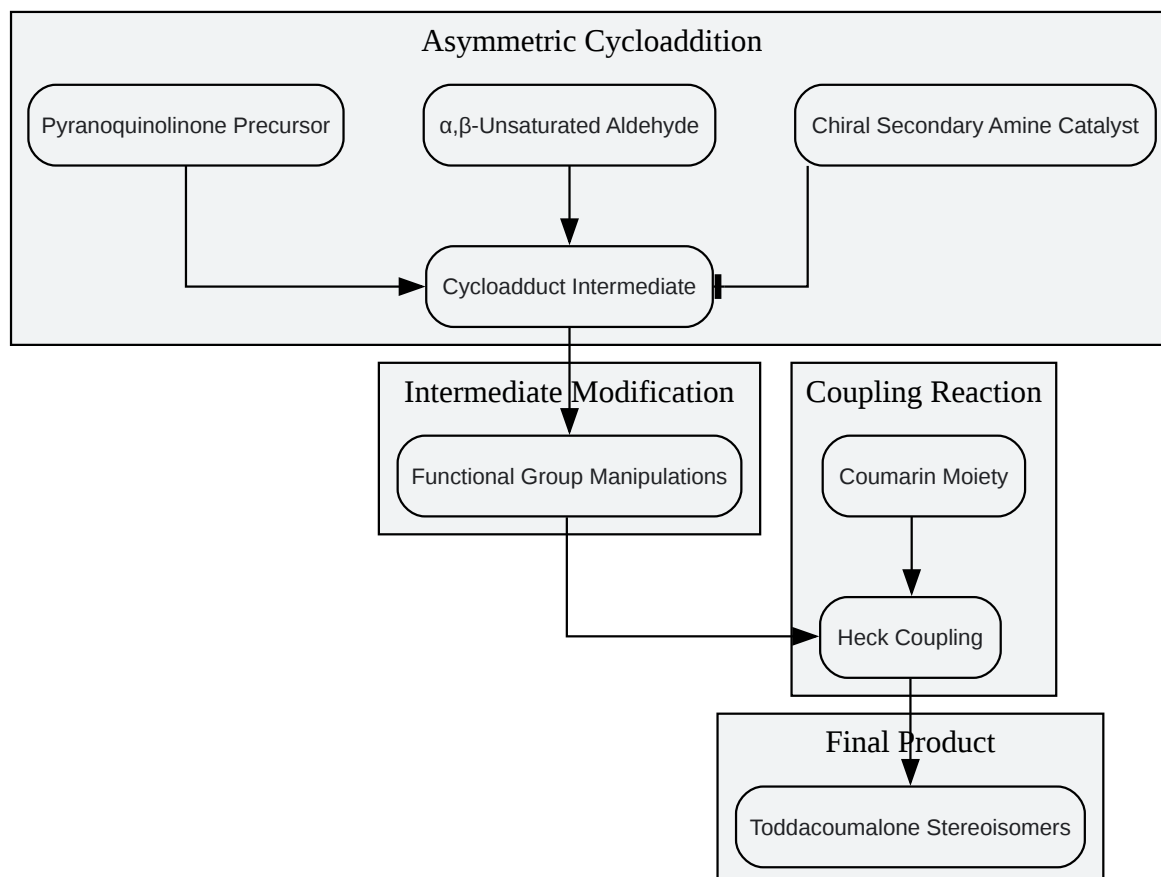 Asymmetric Cycloaddition
Pyranoquinolinone Precursor
α,β-Unsaturated Aldehyde
Chiral Secondary Amine Catalyst
Cycloadduct Intermediate
Intermediate Modification
Coupling Reaction
Functional Group Manipulations
Coumarin Moiety
Heck Coupling
Final Product
Toddacoumalone Stereoisomers